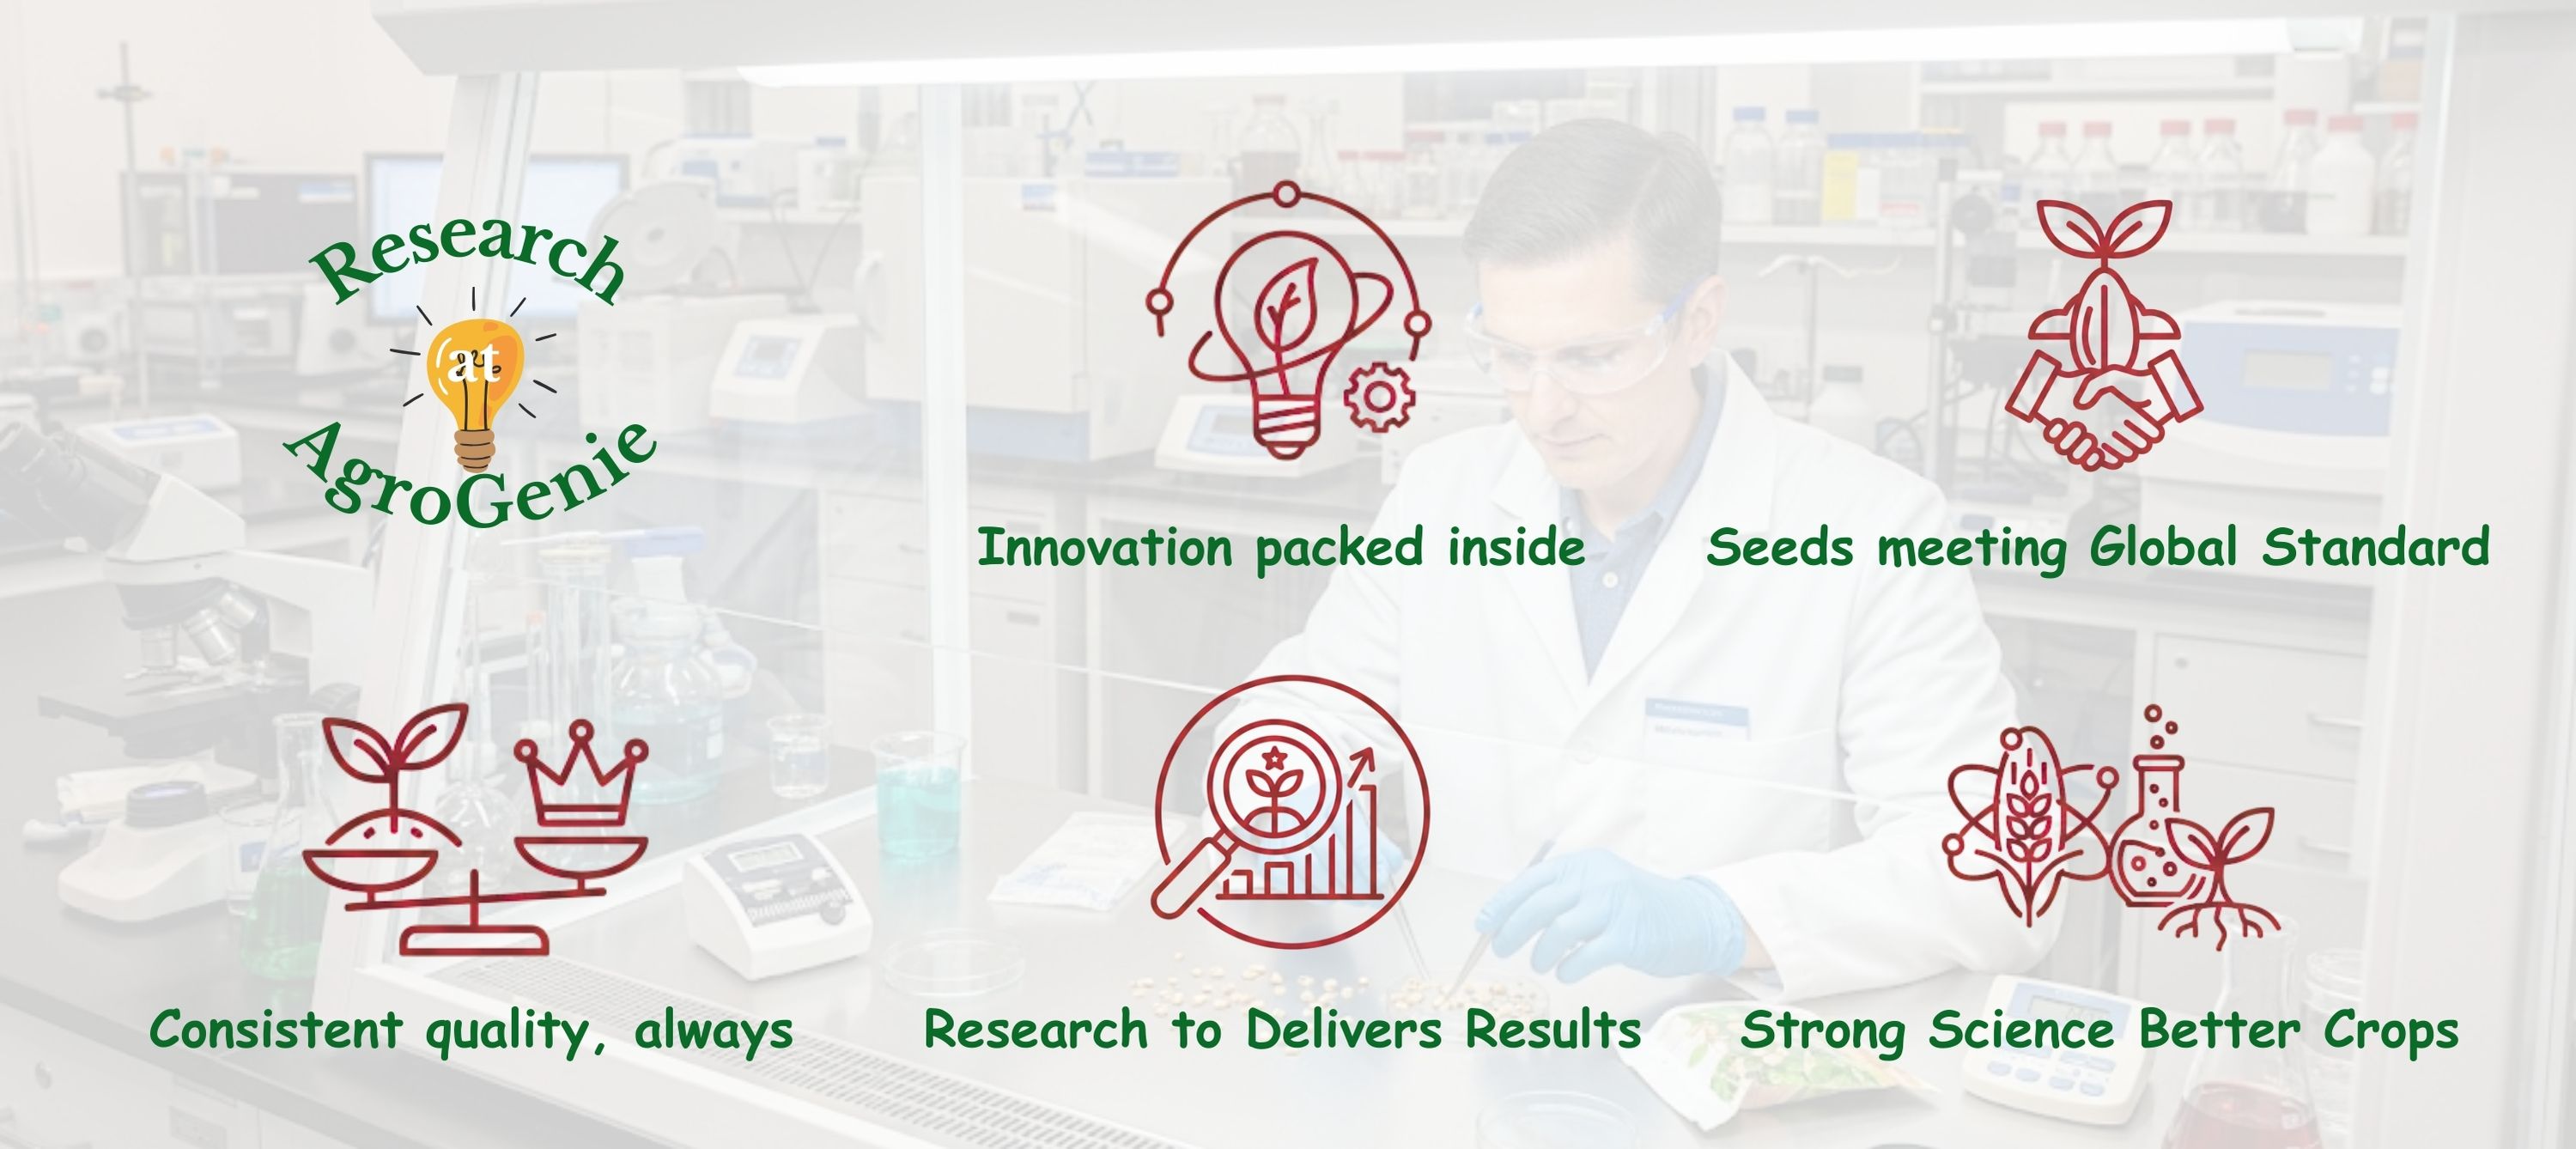 Research
at
AgroGenie
Innovation packed inside
Seeds meeting Global Standard
Consistent quality, always
Research to Delivers Results
Strong Science Better Crops